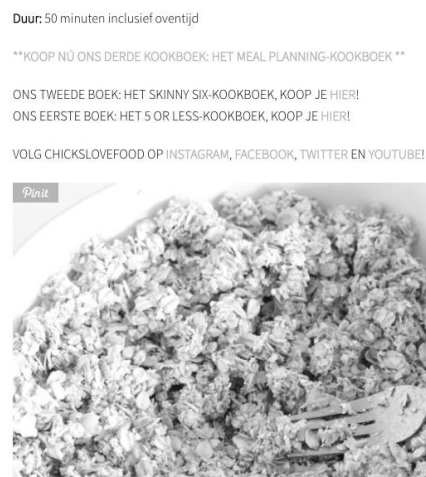 Duur: 50 minuten inclusief oventijd
**KOOP NÚ ONS DERDE KOOKBOEK: HET MEAL PLANNING-KOOKBOEK **
ONS TWEEDE BOEK: HET SKINNY SIX-KOOKBOEK, KOOP JE HIER!
ONS EERSTE BOEK: HET 5 OR LESS-KOOKBOEK, KOOP JE HIER!
VOLG CHICKSLOVEFOOD OP INSTAGRAM, FACEBOOK, TWITTER EN YOUTUBE!
Pin it